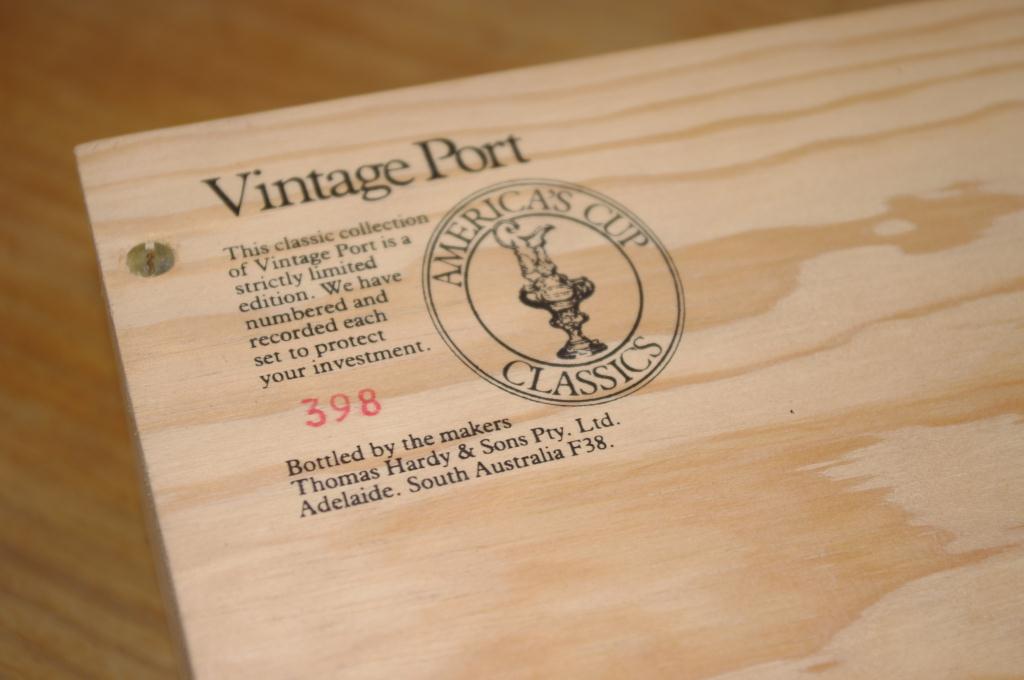 Vintage Port
This classic collection
of Vintage Port is a
strictly limited
edition. We have
numbered and
recorded each
set to protect
your investment.
398
AMERICA'S CUP
CLASSICS
Bottled by the makers
Thomas Hardy & Sons Pty. Ltd.
Adelaide. South Australia F38.